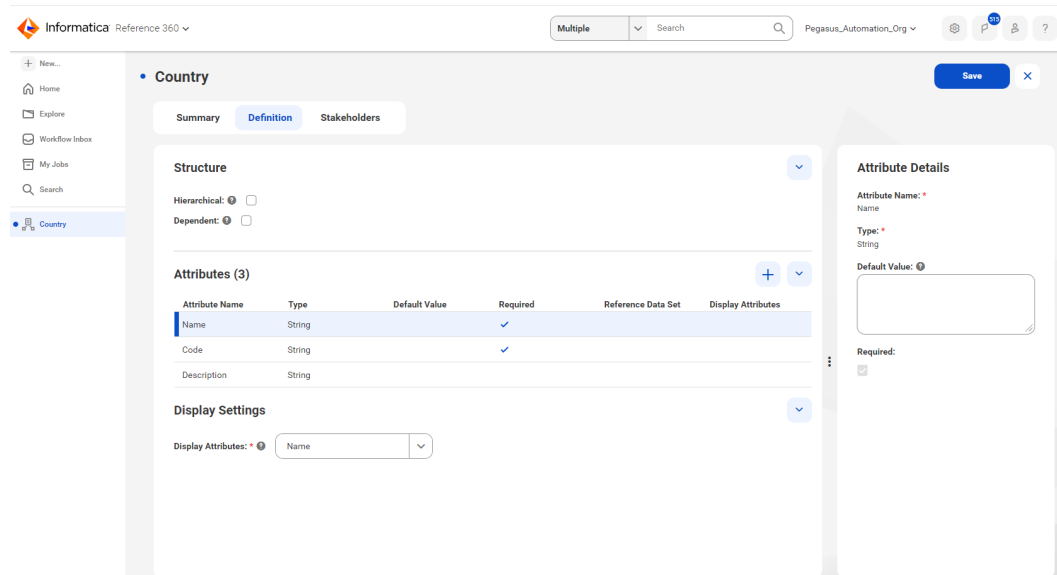 Informatica Reference 360
Multiple
Search
Pegasus_Automation_Org
515
?
New...
Home
Explore
Workflow Inbox
My Jobs
Search
Country
Country
Save
Summary Definition Stakeholders
Structure
Hierarchical: ?
Dependent: ?
Attributes (3)
Attribute Name Type Default Value Required Reference Data Set Display Attributes
Name String
Code String
Description String
Display Settings
Display Attributes: * ? Name
Attribute Details
Attribute Name: *
Name
Type: *
String
Default Value: ?
Required: